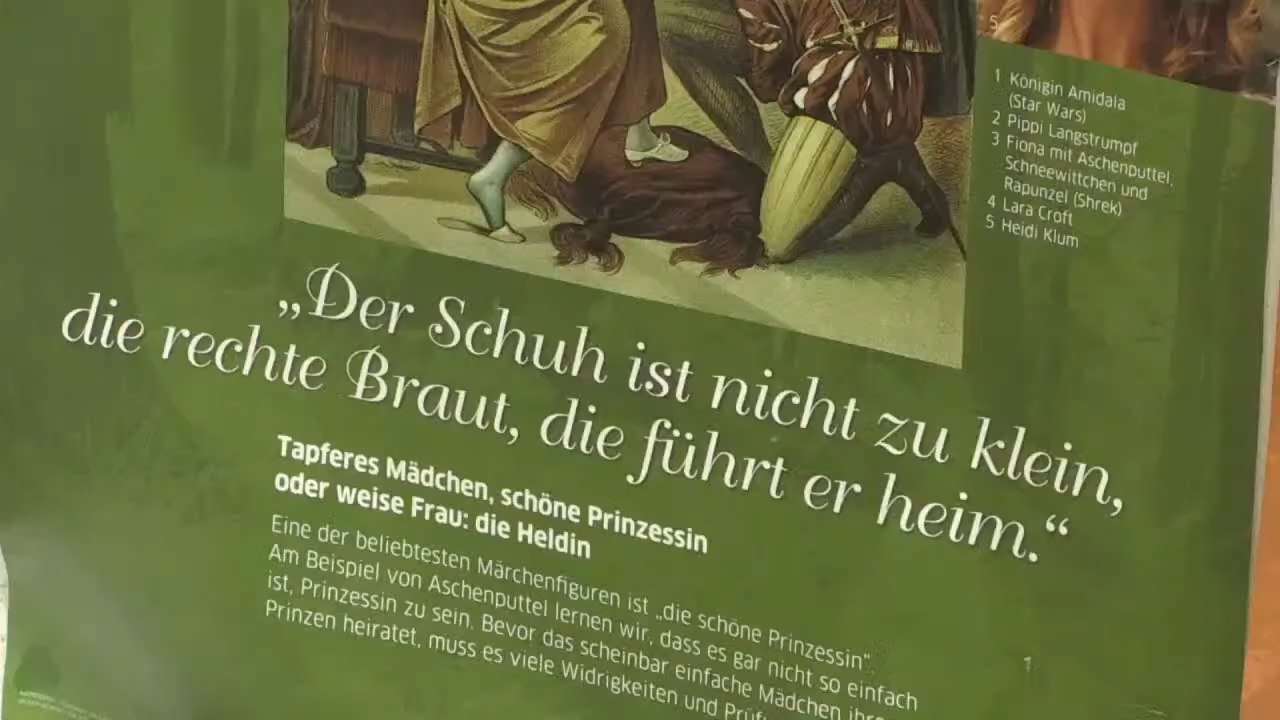 5
1 Königin Amidala
(Star Wars)
2 Pippi Langstrumpf
3 Fiona mit Aschenputtel,
Schneewittchen und
Rapunzel (Shrek)
4 Lara Croft
5 Heidi Klum
„Der Schuh ist nicht zu klein,
die rechte Braut, die führt er heim.“
Tapferes Mädchen, schöne Prinzessin
oder weise Frau: die Heldin
Eine der beliebtesten Märchenfiguren ist „die schöne Prinzessin“.
Am Beispiel von Aschenputtel lernen wir, dass es gar nicht so einfach
ist, Prinzessin zu sein. Bevor das scheinbar einfache Mädchen
Prinzen heiratet, muss es viele Widrigkeiten und
1